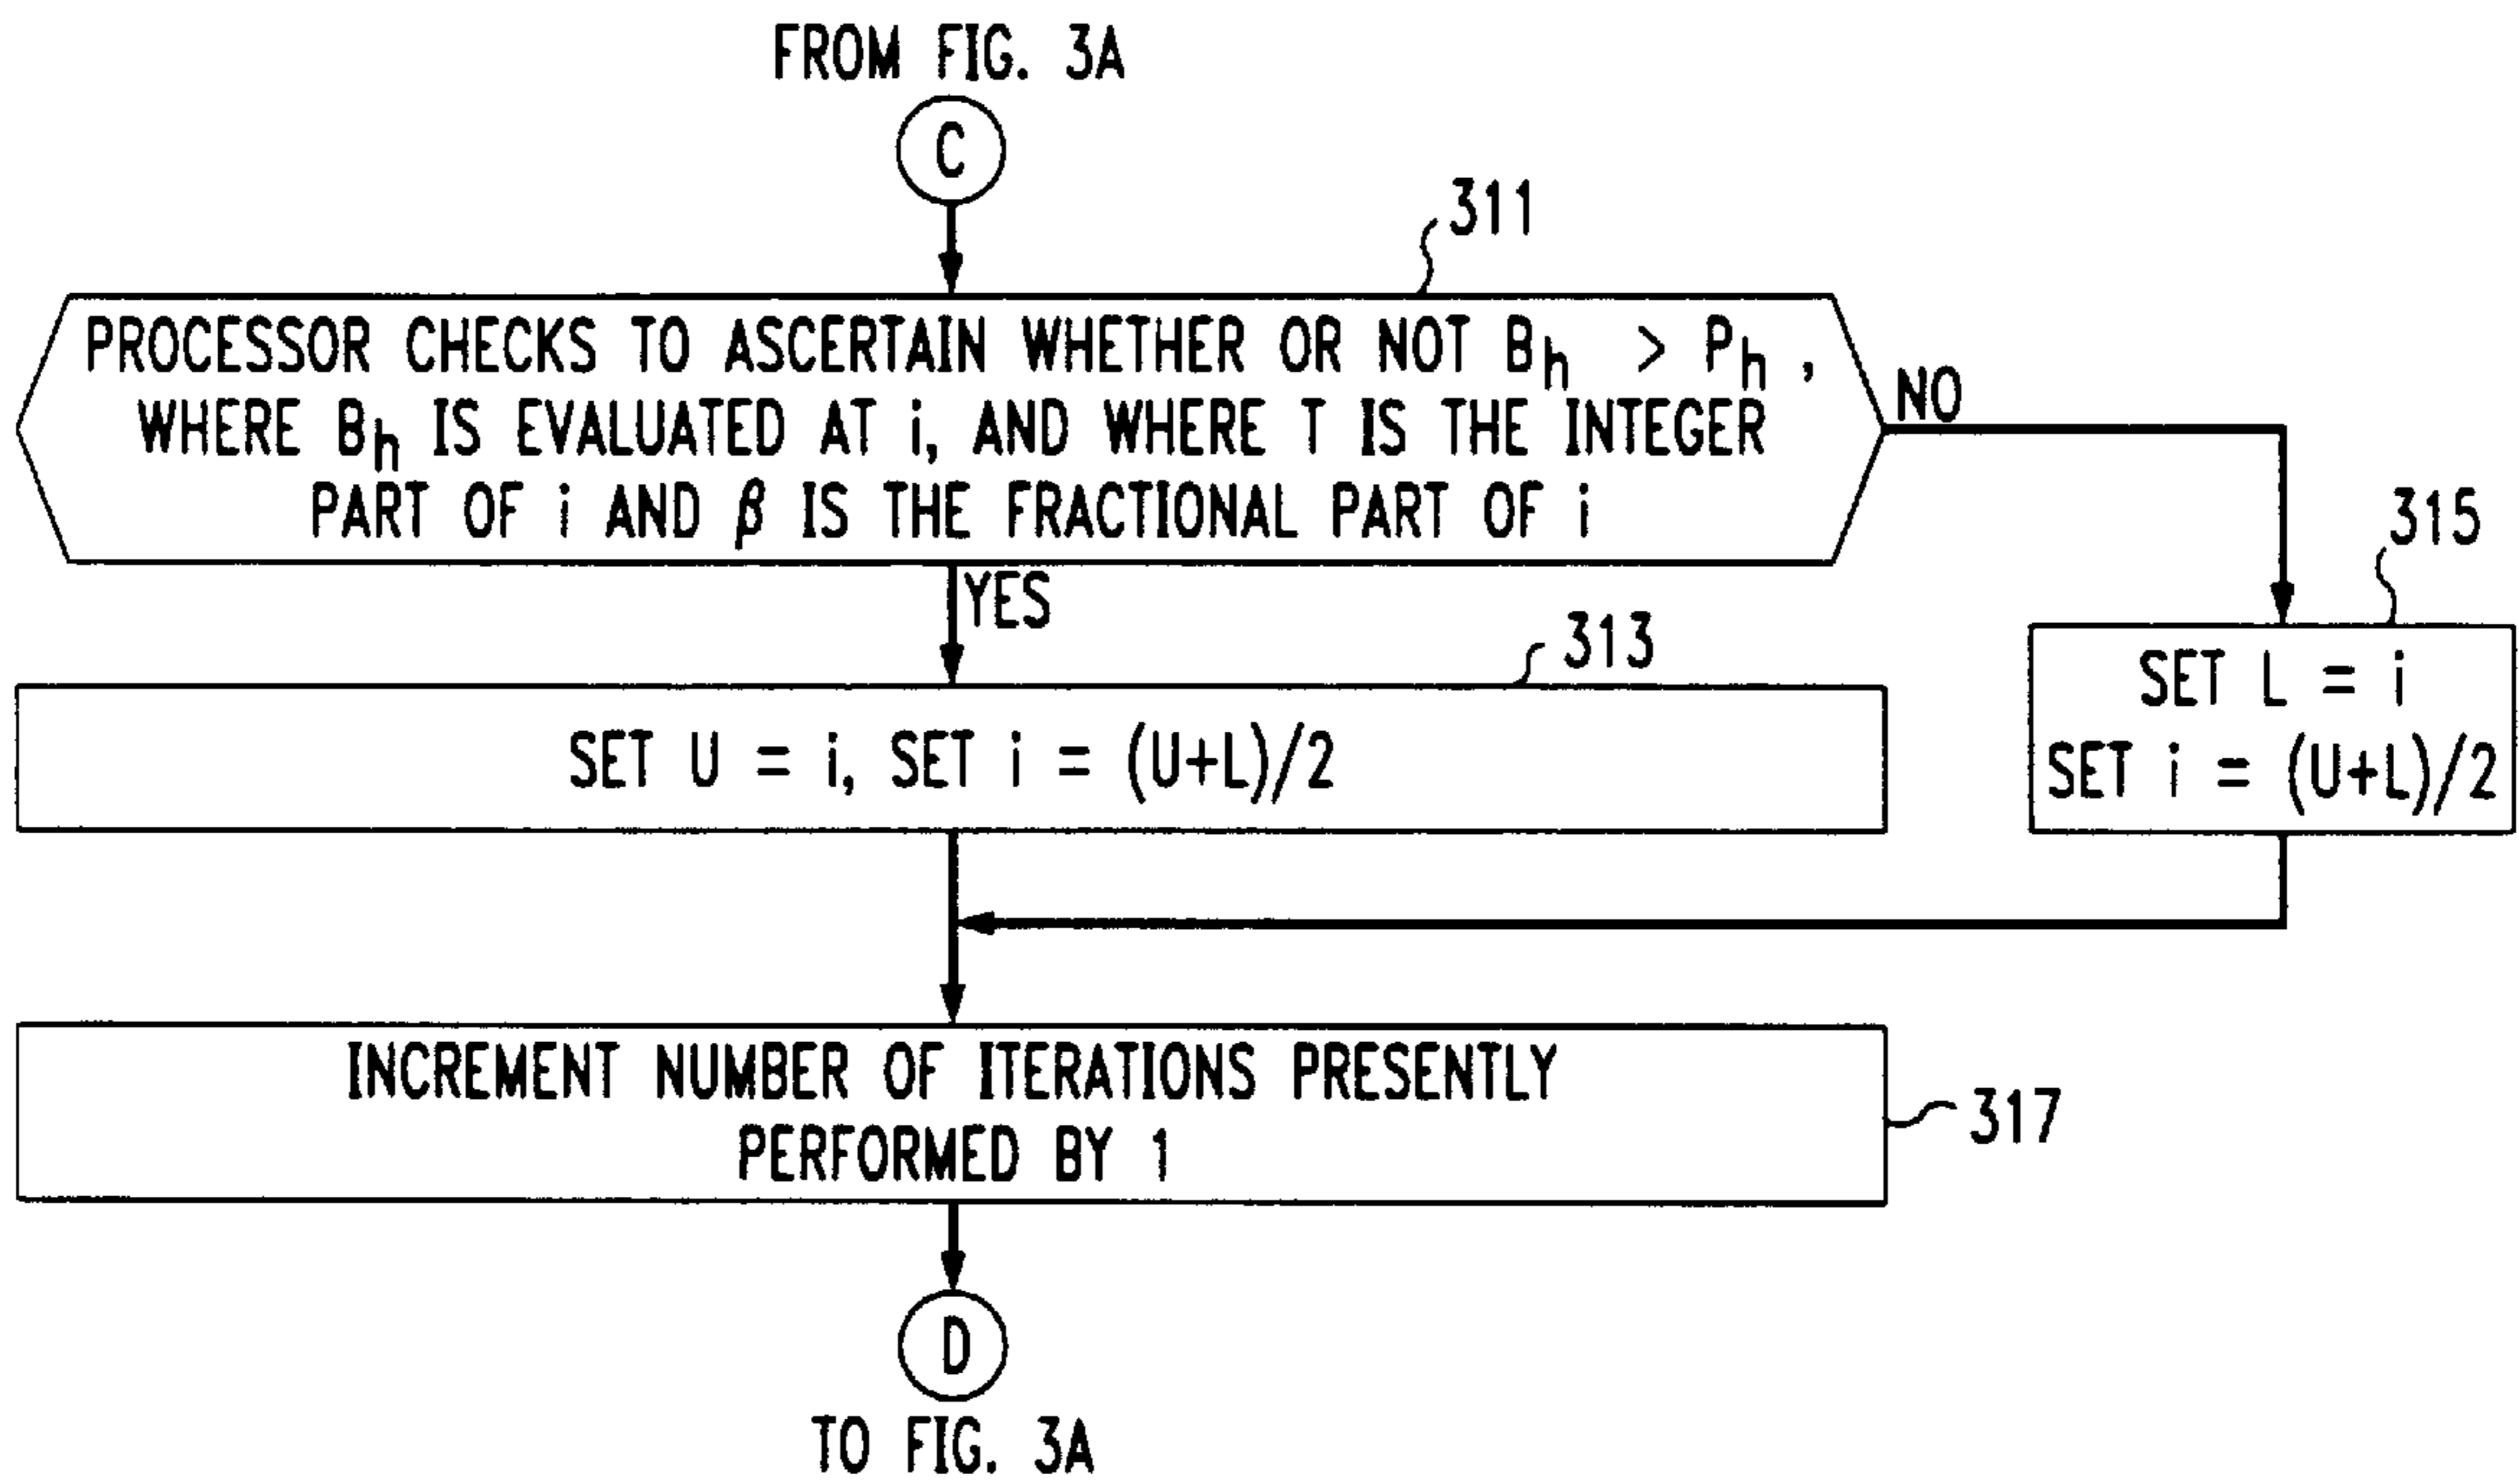 FROM FIG. 3A
C
311
PROCESSOR CHECKS TO ASCERTAIN WHETHER OR NOT Bh > Ph ,
WHERE Bh IS EVALUATED AT i, AND WHERE T IS THE INTEGER
PART OF i AND β IS THE FRACTIONAL PART OF i
NO
YES
315
SET L = i
SET i = (U+L)/2
313
SET U = i, SET i = (U+L)/2
INCREMENT NUMBER OF ITERATIONS PRESENTLY
PERFORMED BY 1
317
D
TO FIG. 3A